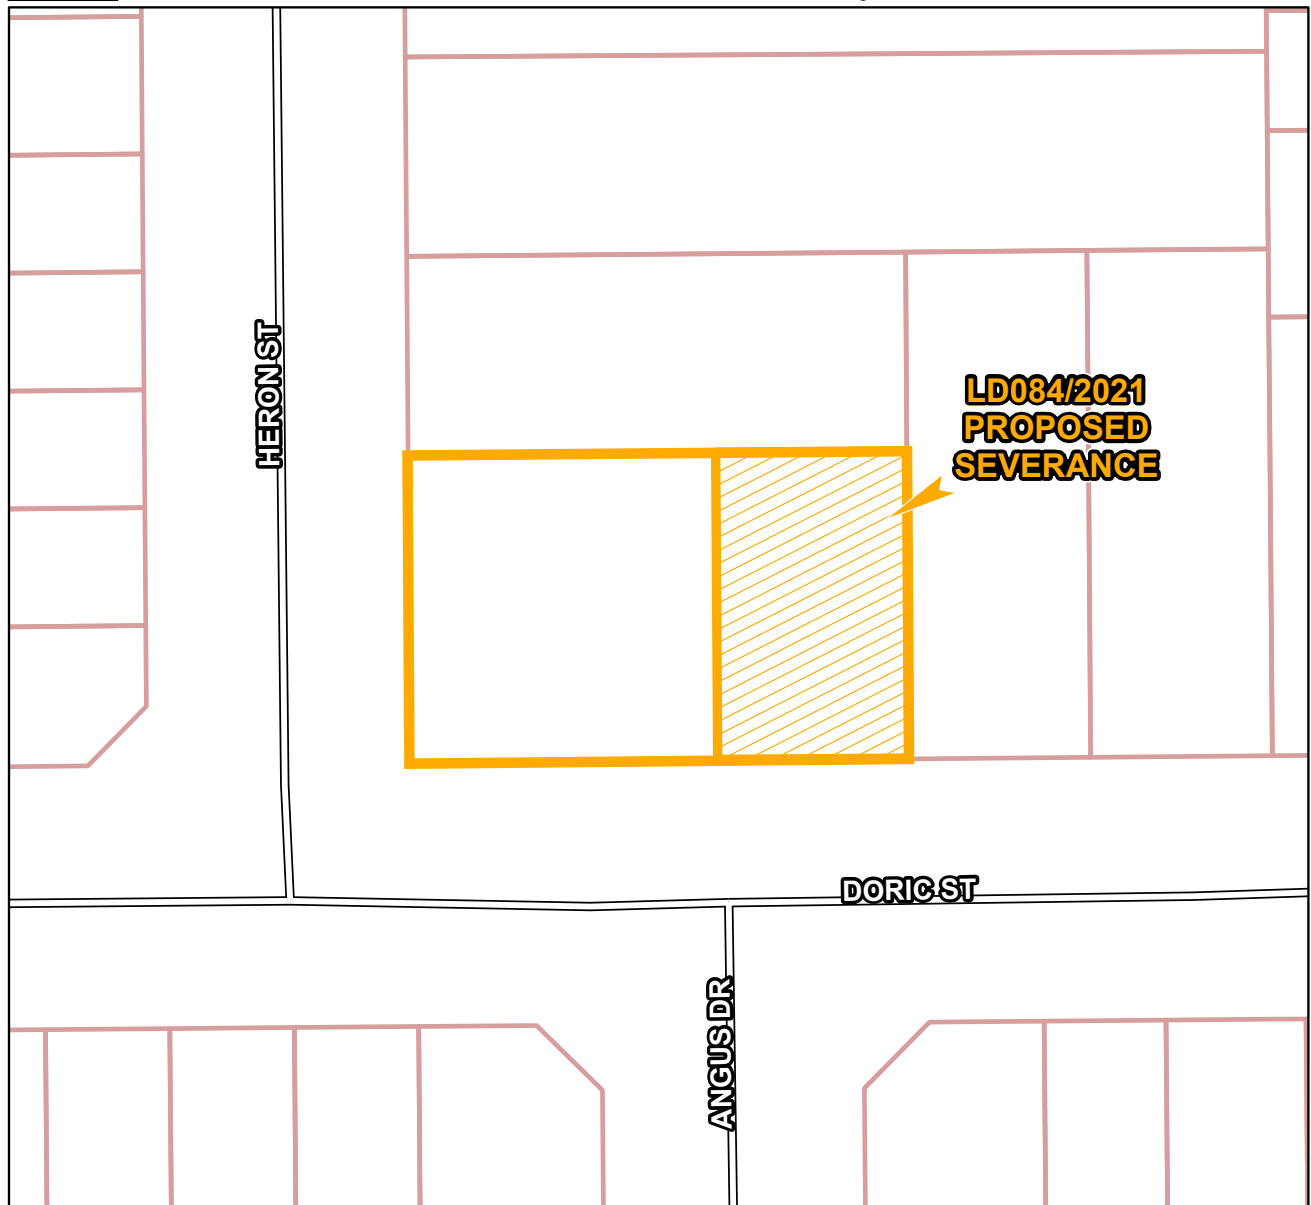 HERON ST
LD084/2021
PROPOSED
SEVERANCE
DORIC ST
ANGUS DR